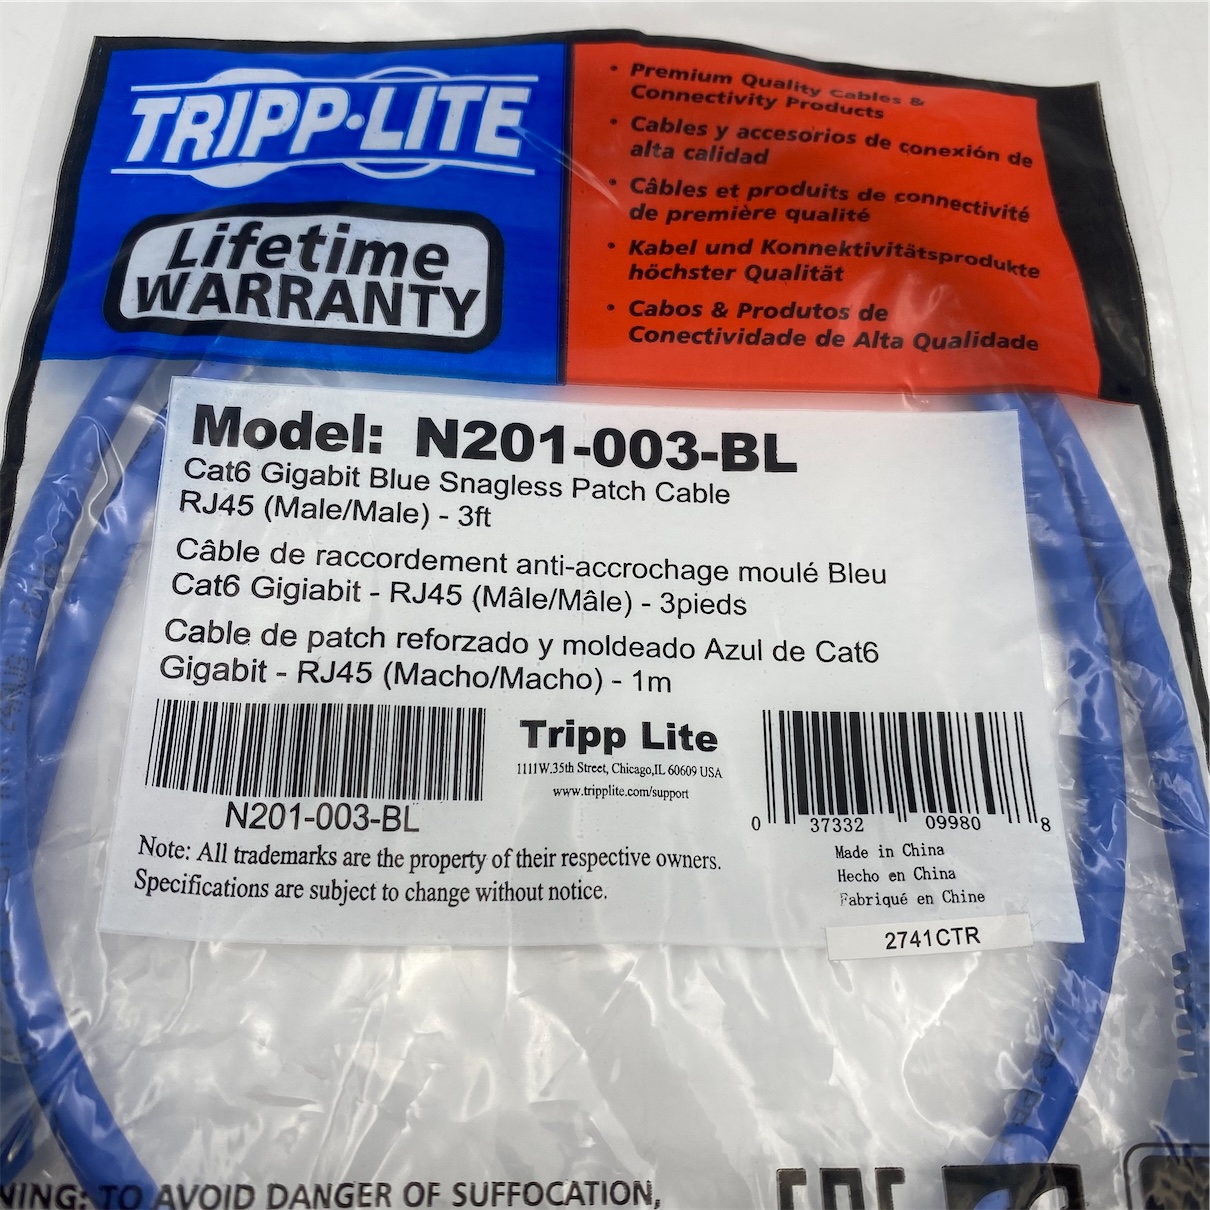 TRIPP·LITE
Lifetime
WARRANTY
• Premium Quality Cables &
Connectivity Products
• Cables y accesorios de conexión de
alta calidad
• Câbles et produits de connectivité
de première qualité
• Kabel und Konnektivitätsprodukte
höchster Qualität
• Cabos & Produtos de
Conectividade de Alta Qualidade
Model: N201-003-BL
Cat6 Gigabit Blue Snagless Patch Cable
RJ45 (Male/Male) - 3ft
Câble de raccordement anti-accrochage moulé Bleu
Cat6 Gigiabit - RJ45 (Mâle/Mâle) - 3pieds
Cable de patch reforzado y moldeado Azul de Cat6
Gigabit - RJ45 (Macho/Macho) - 1m
N201-003-BL
Tripp Lite
1111W.35th Street, Chicago,IL 60609 USA
www.tripplite.com/support
0 37332 09980 8
Made in China
Hecho en China
Fabriqué en Chine
Note: All trademarks are the property of their respective owners.
Specifications are subject to change without notice.
2741CTR
TO AVOID DANGER OF SUFFOCATION,